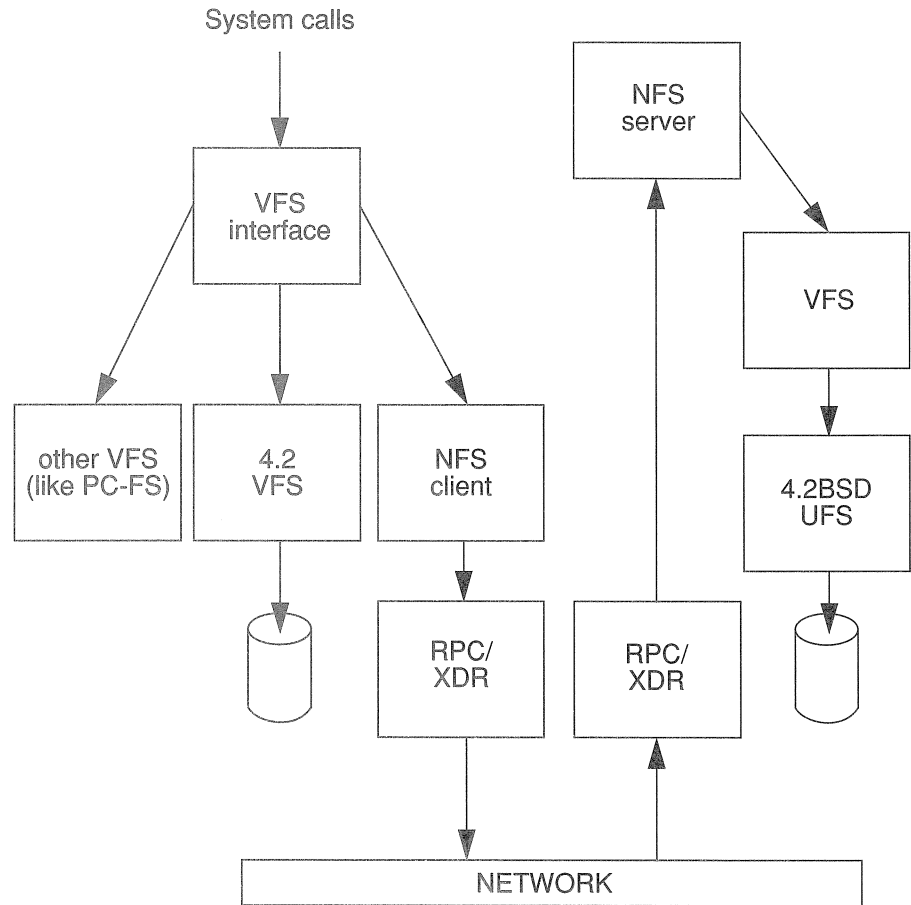 System calls
NFS
server
VFS
interface
VFS
other VFS
(like PC-FS)
4.2
VFS
NFS
client
4.2BSD
UFS
RPC/
XDR
RPC/
XDR
NETWORK